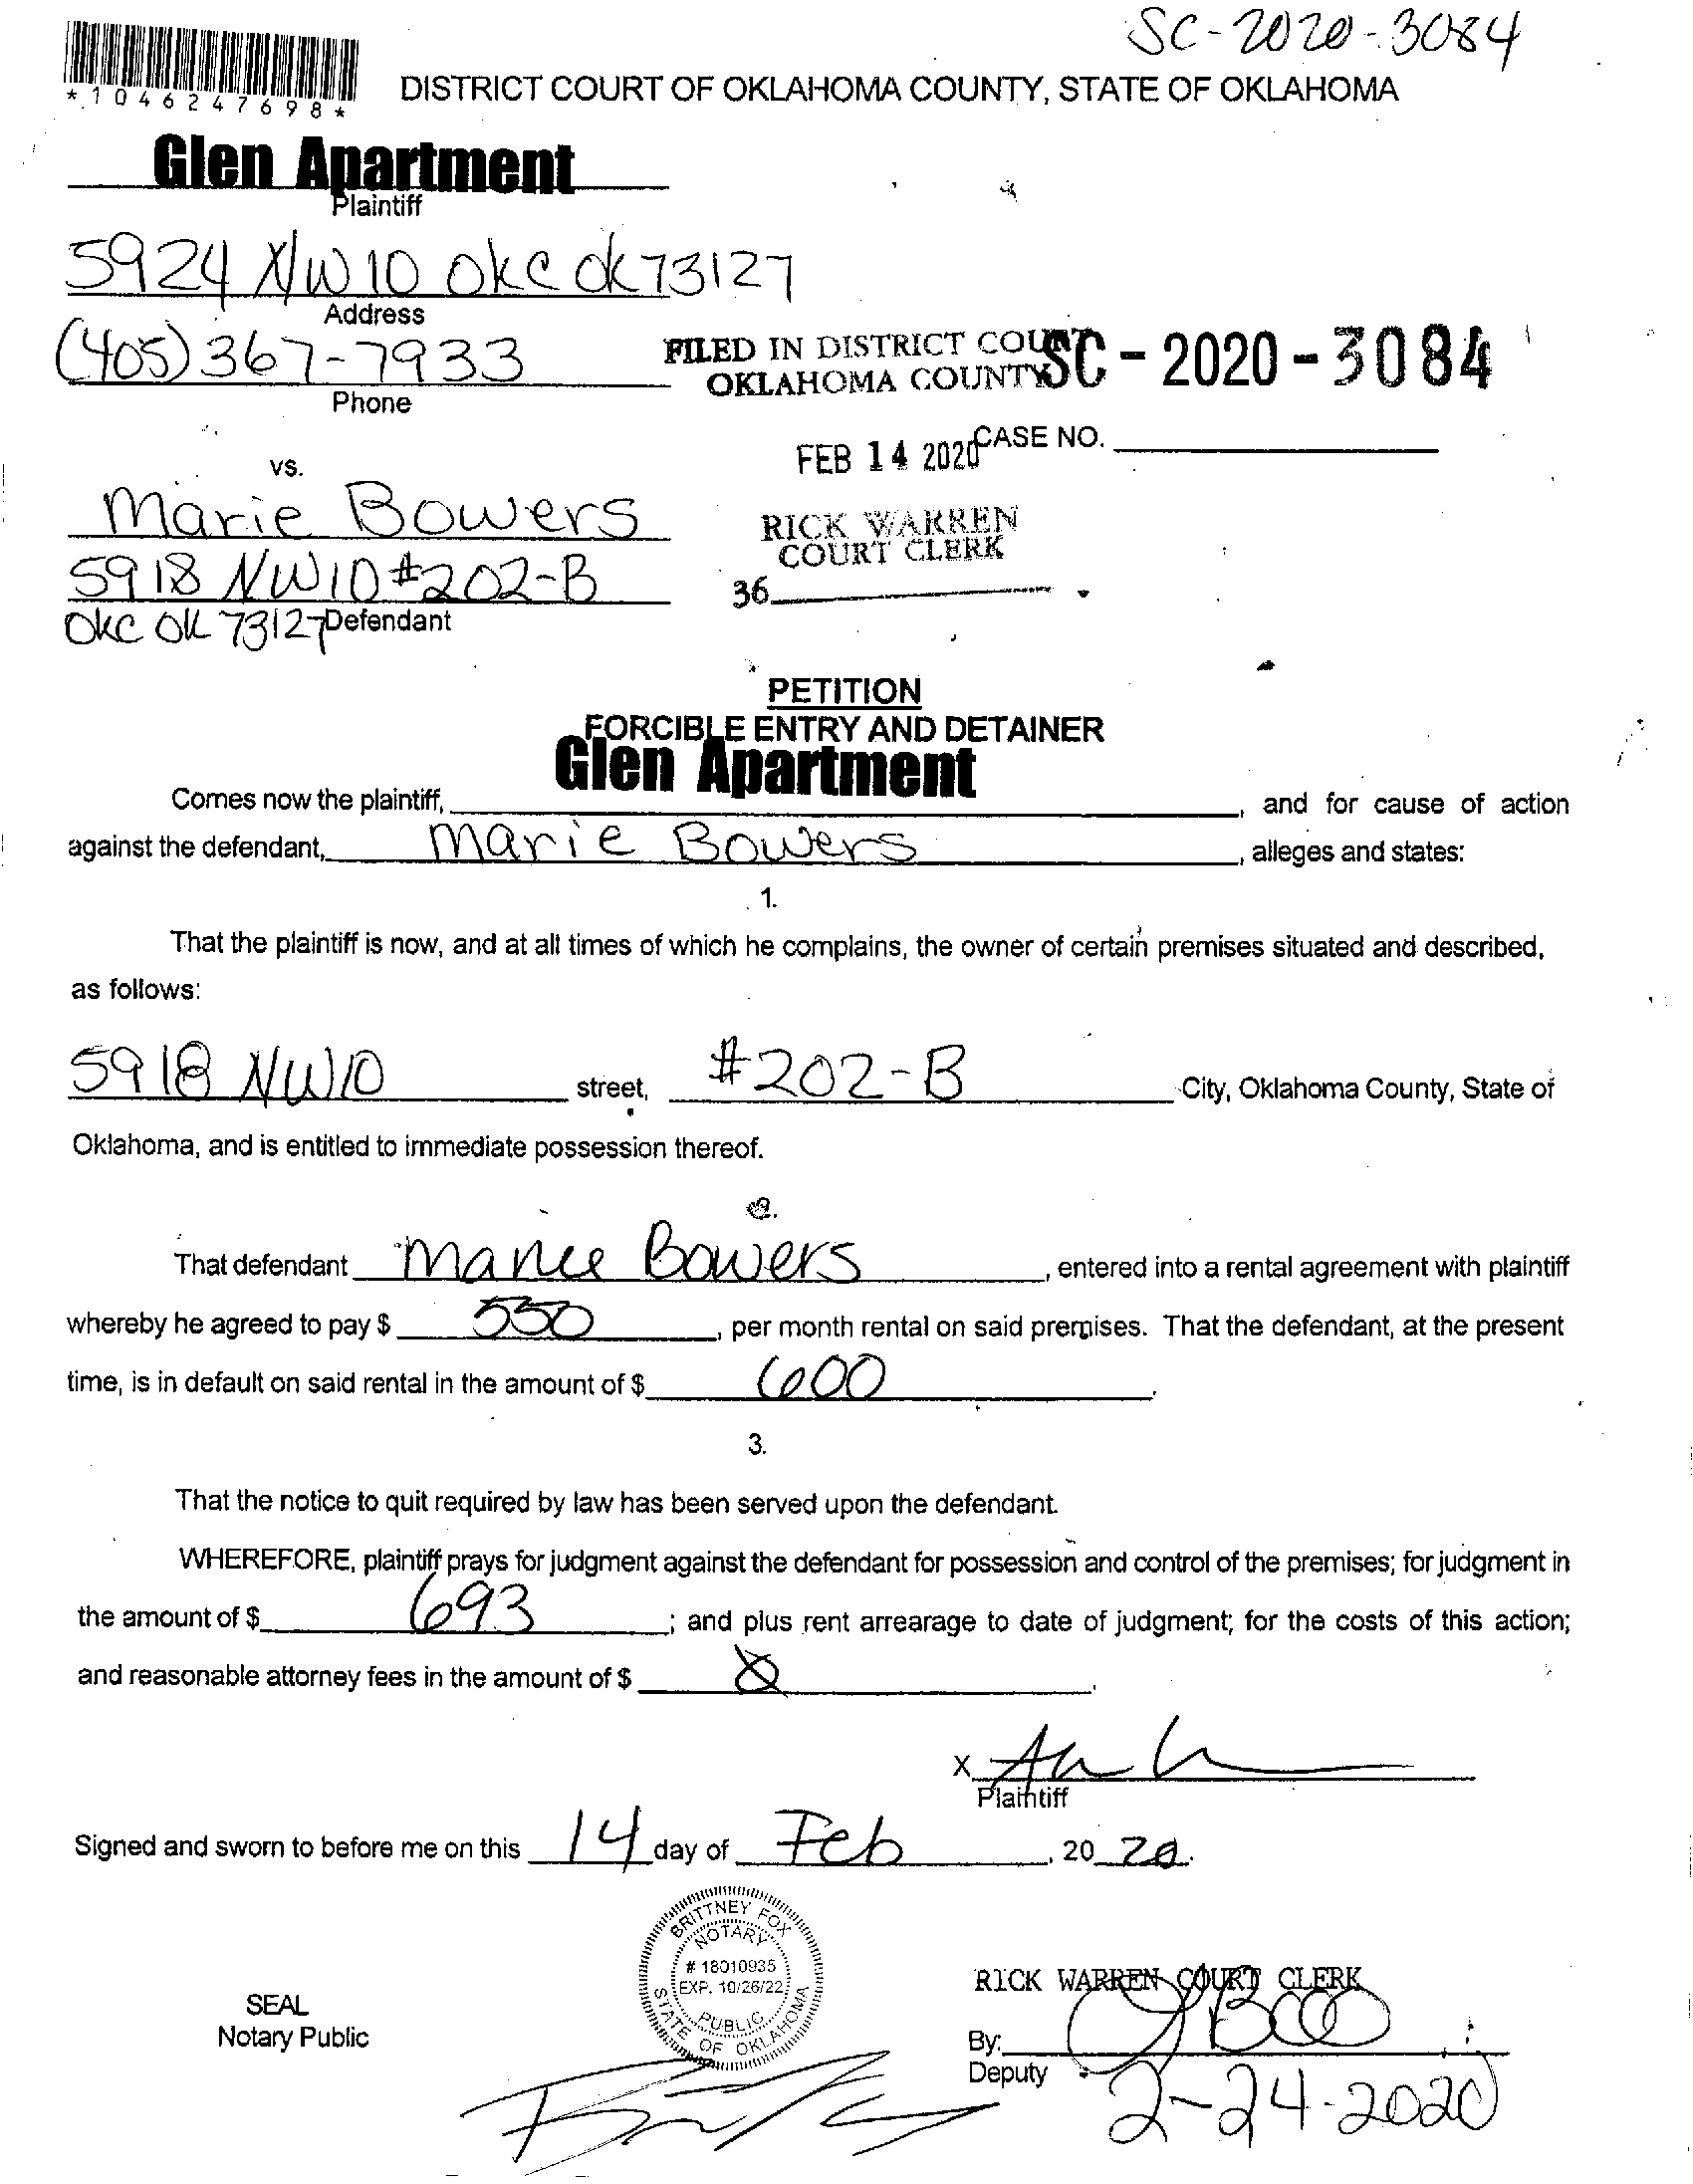 SC-2020-3084
*1046247698*
DISTRICT COURT OF OKLAHOMA COUNTY, STATE OF OKLAHOMA
Glen Apartment
Plaintiff
5924 NW 10 OKC OK 73127
Address
(405) 367-7933
Phone
FILED IN DISTRICT COURT
OKLAHOMA COUNTY
SC - 2020 - 3084
FEB 14 2020
CASE NO.
vs.
Marie Bowers
RICK WARREN
COURT CLERK
5918 NW10 #202-B
36
OKC OK 73127 Defendant
PETITION
FORCIBLE ENTRY AND DETAINER
Glen Apartment
Comes now the plaintiff, , and for cause of action
against the defendant, Marie Bowers, alleges and states:
1.
That the plaintiff is now, and at all times of which he complains, the owner of certain premises situated and described,
as follows:
5918 NW10 street, #202-B City, Oklahoma County, State of
Oklahoma, and is entitled to immediate possession thereof.
2.
That defendant Marie Bowers, entered into a rental agreement with plaintiff
whereby he agreed to pay $ 550, per month rental on said premises. That the defendant, at the present
time, is in default on said rental in the amount of $ 600.
3.
That the notice to quit required by law has been served upon the defendant.
WHEREFORE, plaintiff prays for judgment against the defendant for possession and control of the premises; for judgment in
the amount of $ 693; and plus rent arrearage to date of judgment; for the costs of this action;
and reasonable attorney fees in the amount of $ .
X
Plaintiff
Signed and sworn to before me on this 14 day of Feb, 20 20.
BRITTNEY FOX
NOTARY
# 18010935
EXP. 10/26/22
PUBLIC
STATE OF OKLAHOMA
SEAL
Notary Public
RICK WARREN COURT CLERK
By:
Deputy
2-24-2020